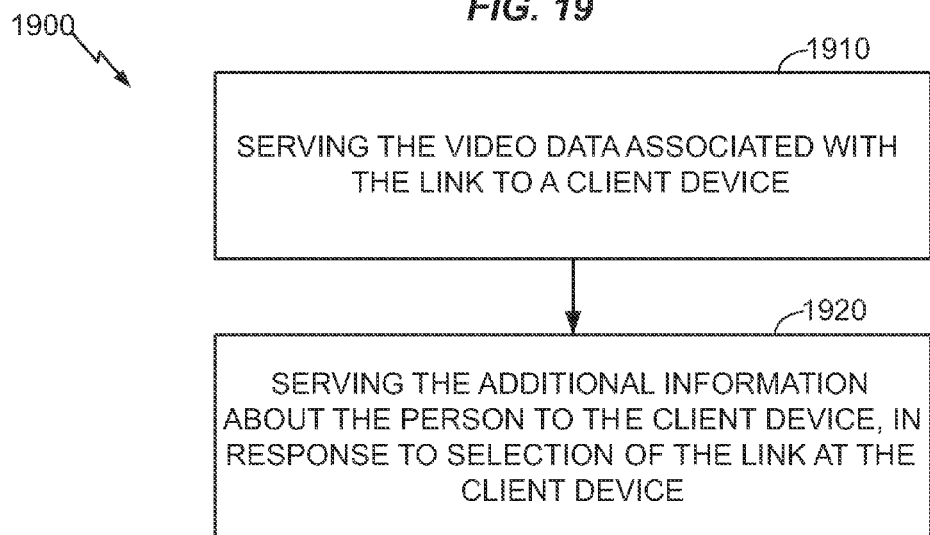 FIG. 19
1900
1910
SERVING THE VIDEO DATA ASSOCIATED WITH
THE LINK TO A CLIENT DEVICE
1920
SERVING THE ADDITIONAL INFORMATION
ABOUT THE PERSON TO THE CLIENT DEVICE, IN
RESPONSE TO SELECTION OF THE LINK AT THE
CLIENT DEVICE